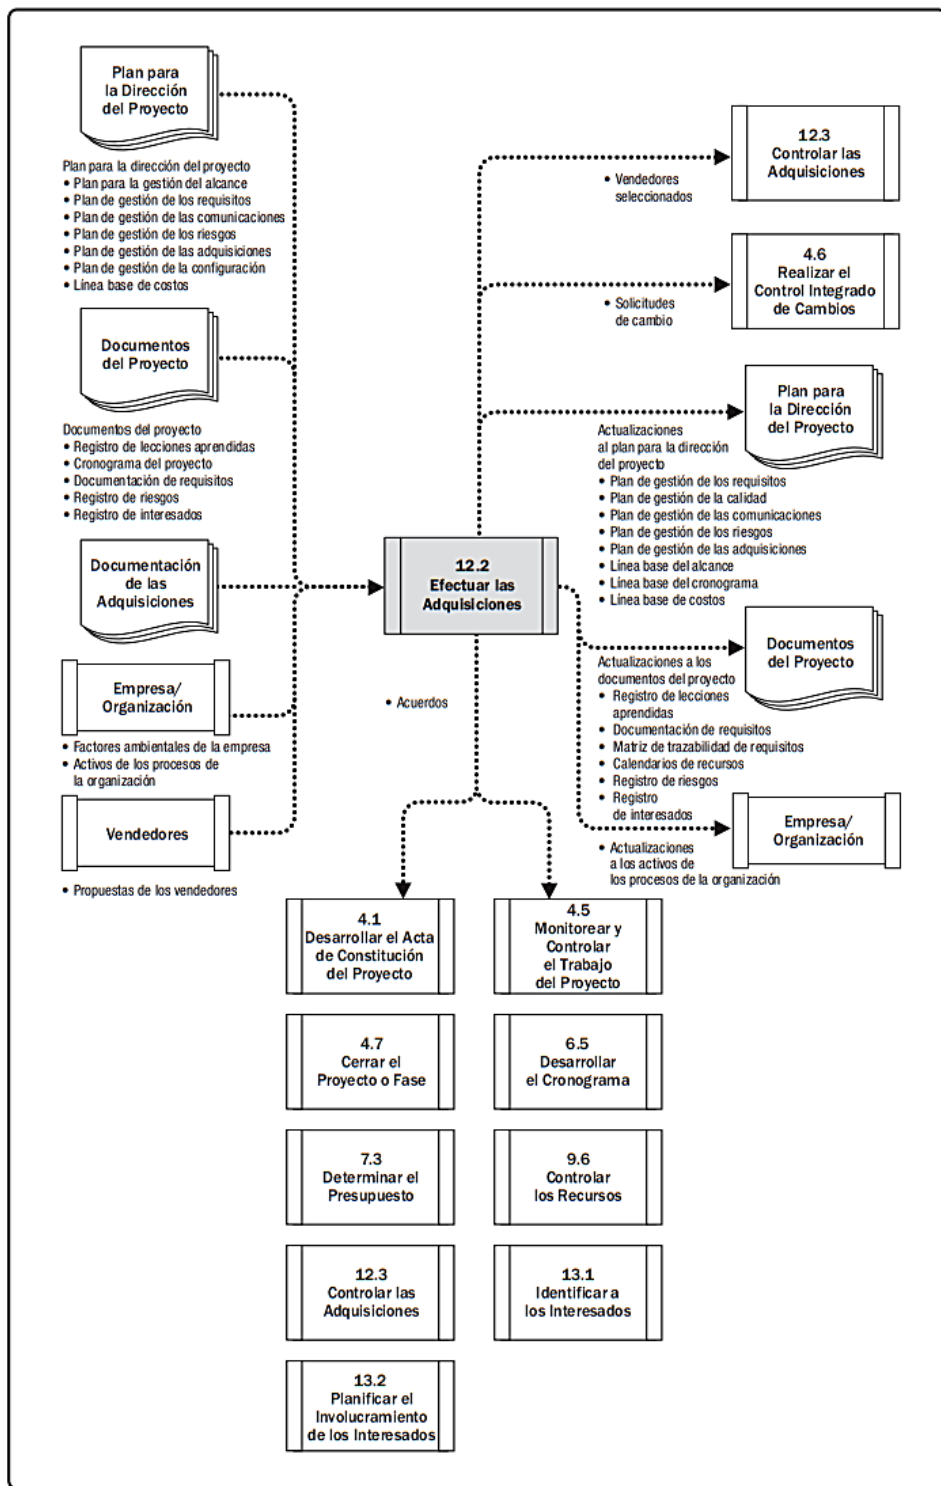 Plan para
la Dirección
del Proyecto
Plan para la dirección del proyecto
• Plan para la gestión del alcance
• Plan de gestión de los requisitos
• Plan de gestión de las comunicaciones
• Plan de gestión de los riesgos
• Plan de gestión de las adquisiciones
• Plan de gestión de la configuración
• Línea base de costos
Documentos
del Proyecto
Documentos del proyecto
• Registro de lecciones aprendidas
• Cronograma del proyecto
• Documentación de requisitos
• Registro de riesgos
• Registro de interesados
Documentación
de las
Adquisiciones
Empresa/
Organización
• Factores ambientales de la empresa
• Activos de los procesos de
la organización
Vendedores
• Propuestas de los vendedores
12.2
Efectuar las
Adquisiciones
• Acuerdos
12.3
Controlar las
Adquisiciones
• Vendedores
seleccionados
4.6
Realizar el
Control Integrado
de Cambios
• Solicitudes
de cambio
Plan para
la Dirección
del Proyecto
Actualizaciones
al plan para la dirección
del proyecto
• Plan de gestión de los requisitos
• Plan de gestión de la calidad
• Plan de gestión de las comunicaciones
• Plan de gestión de los riesgos
• Plan de gestión de las adquisiciones
• Línea base del alcance
• Línea base del cronograma
• Línea base de costos
Documentos
del Proyecto
Actualizaciones a los
documentos del proyecto
• Registro de lecciones
aprendidas
• Documentación de requisitos
• Matriz de trazabilidad de requisitos
• Calendarios de recursos
• Registro de riesgos
• Registro
de interesados
Empresa/
Organización
• Actualizaciones
a los activos de
los procesos de la organización
4.1
Desarrollar el Acta
de Constitución
del Proyecto
4.5
Monitorear y
Controlar
el Trabajo
del Proyecto
4.7
Cerrar el
Proyecto o Fase
6.5
Desarrollar
el Cronograma
7.3
Determinar el
Presupuesto
9.6
Controlar
los Recursos
12.3
Controlar las
Adquisiciones
13.1
Identificar a
los Interesados
13.2
Planificar el
Involucramiento
de los Interesados